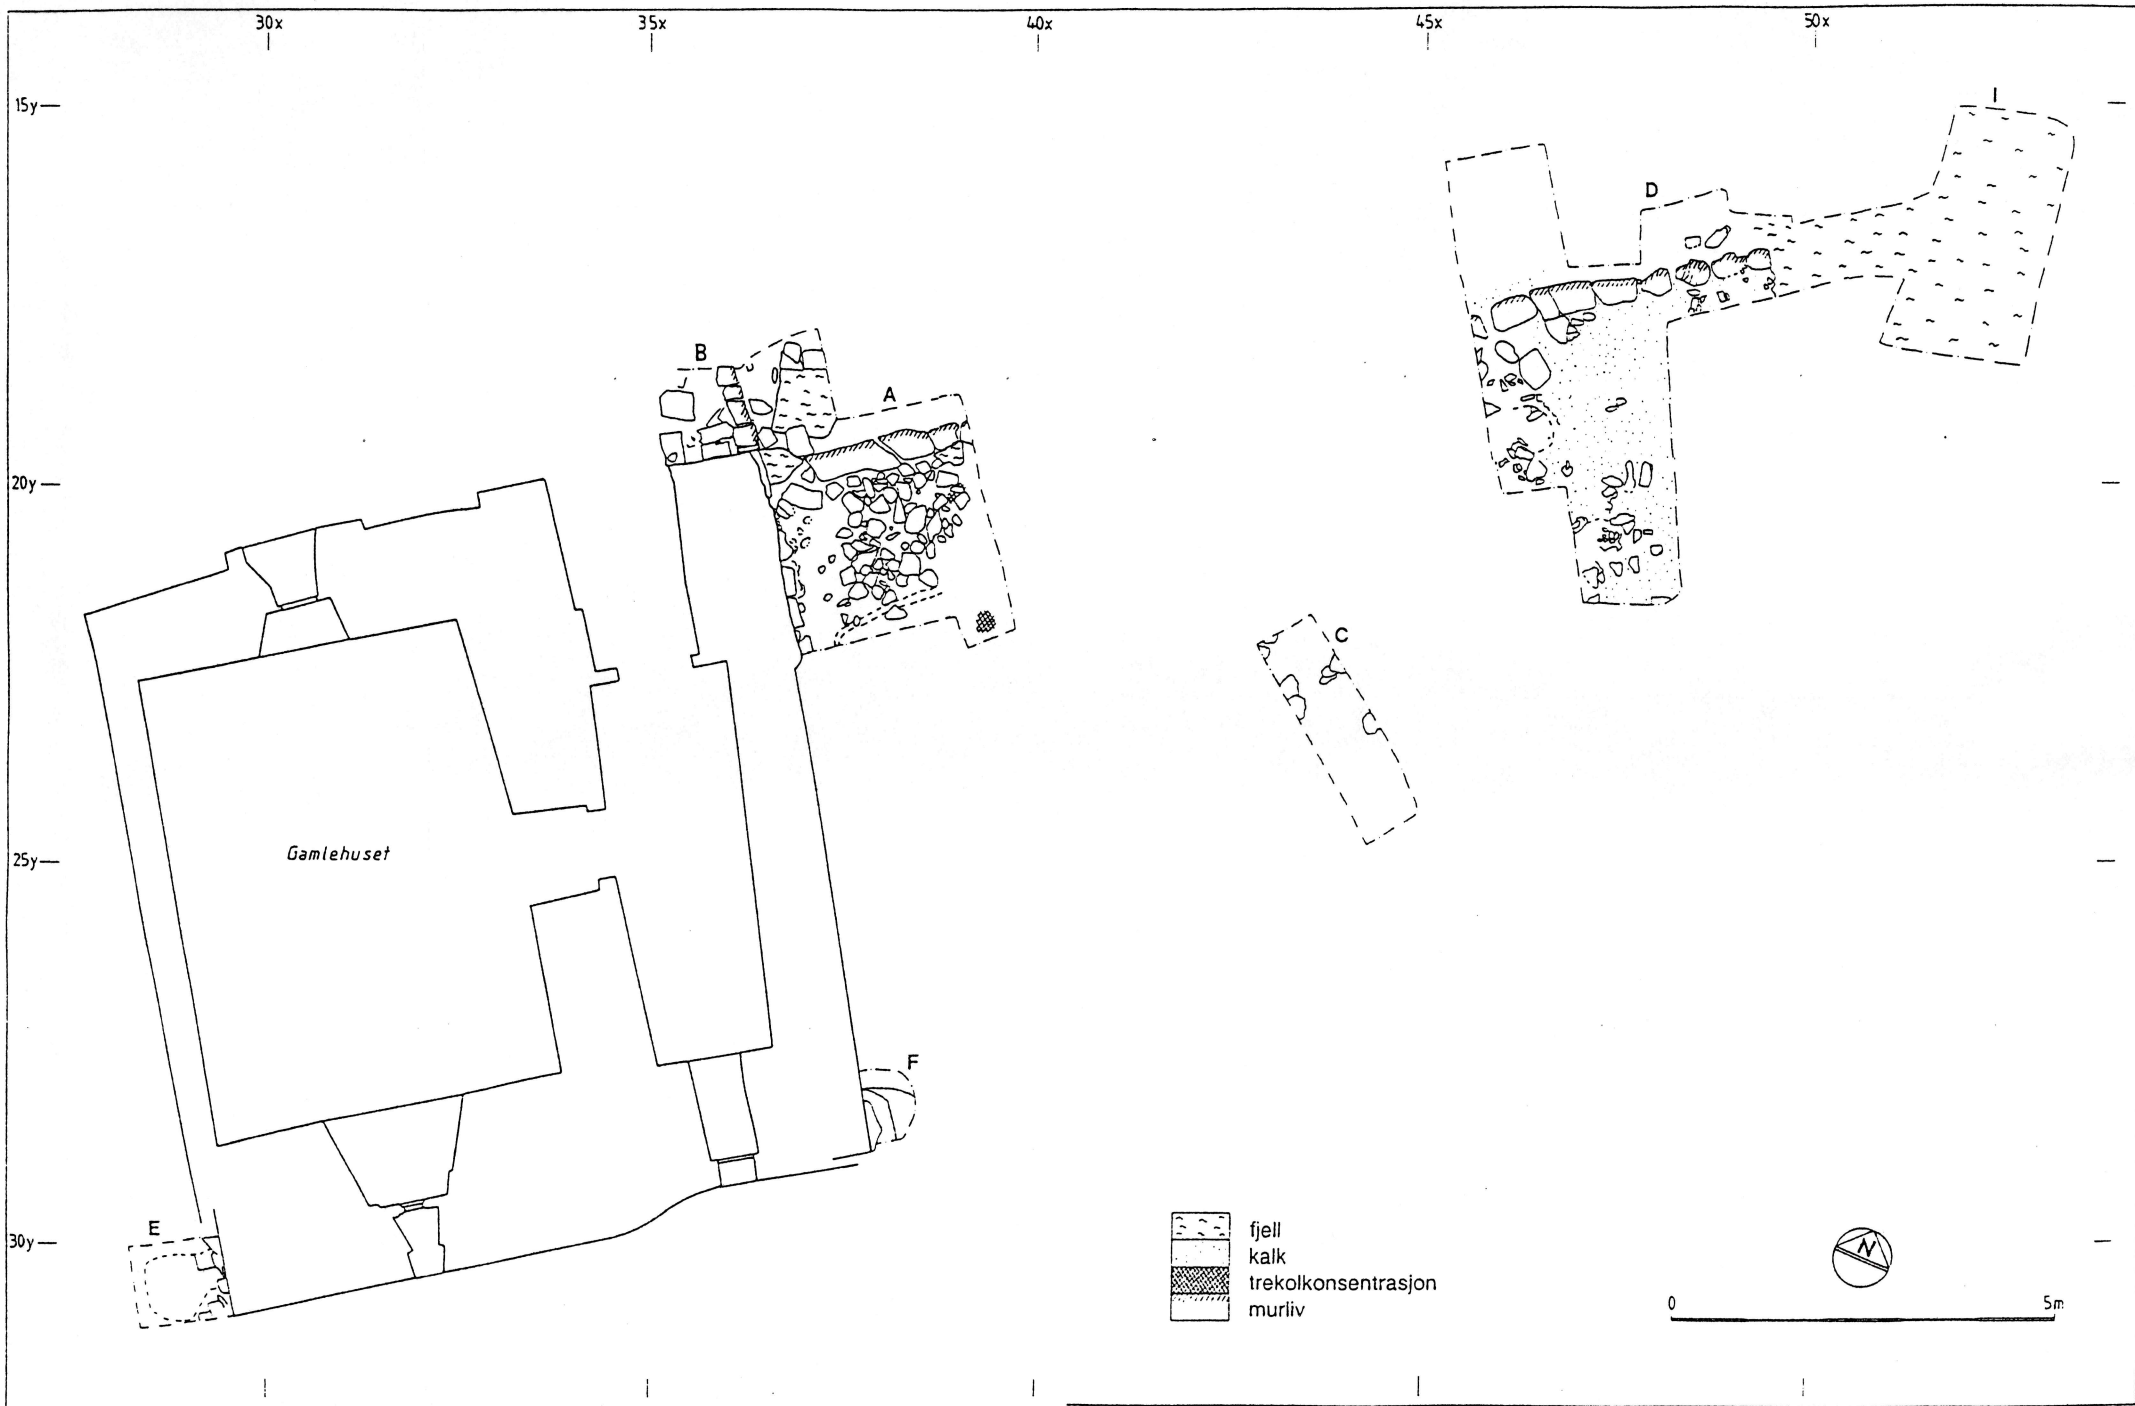 30x 35x 40x 45x 50x
15y
I
D
B
A
20y
C
25y
Gamlehuset
F
E
30y
fjell
kalk
trekolkonsentrasjon
murliv
N
0 5m